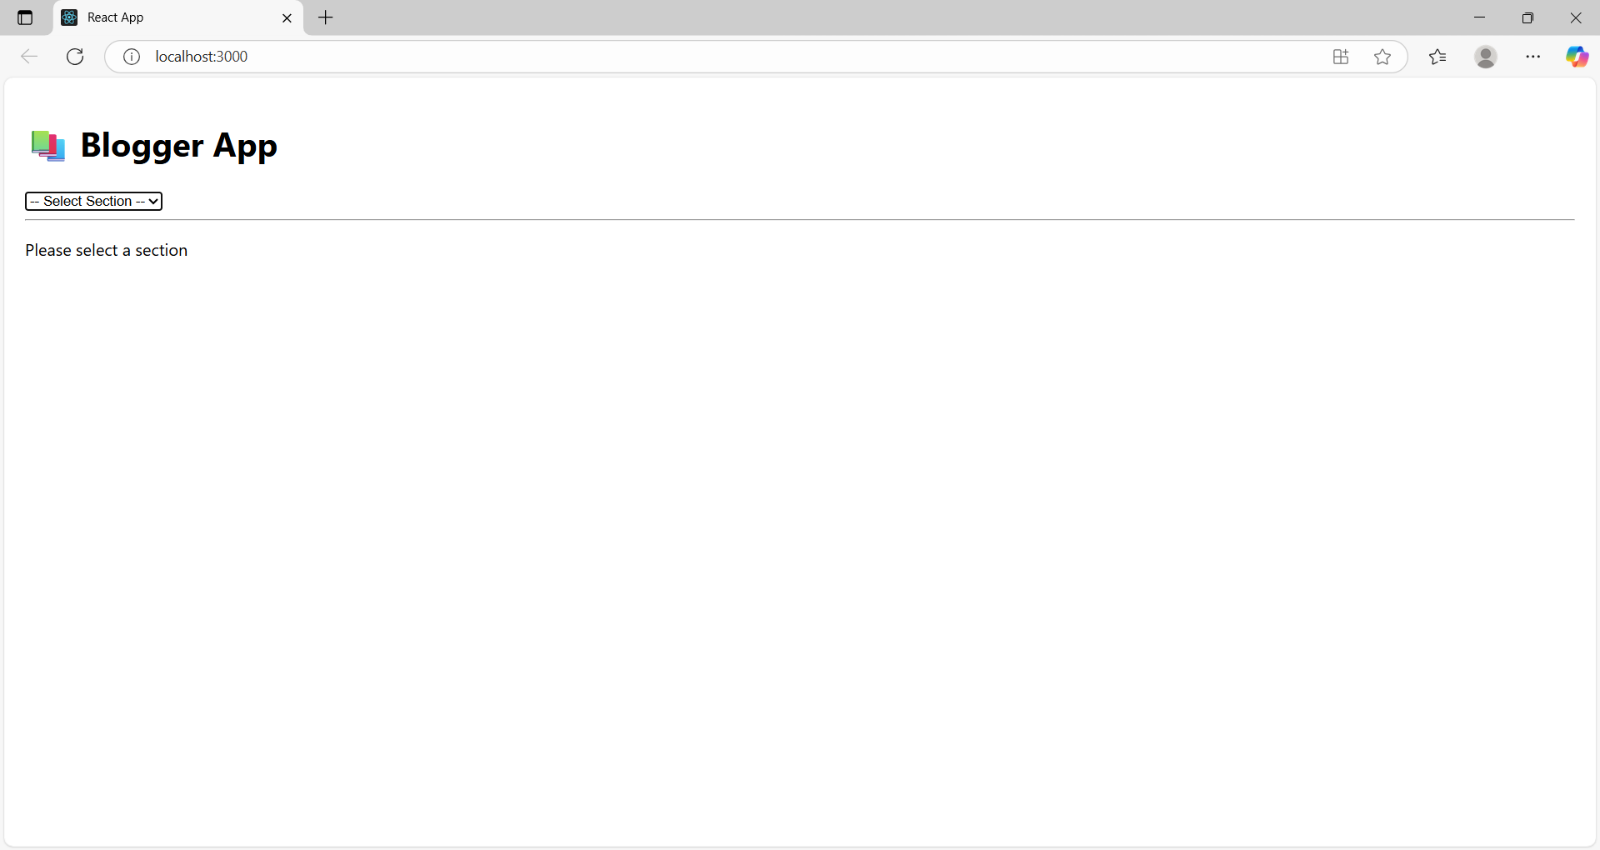 React App
localhost:3000
Blogger App
-- Select Section --
Please select a section